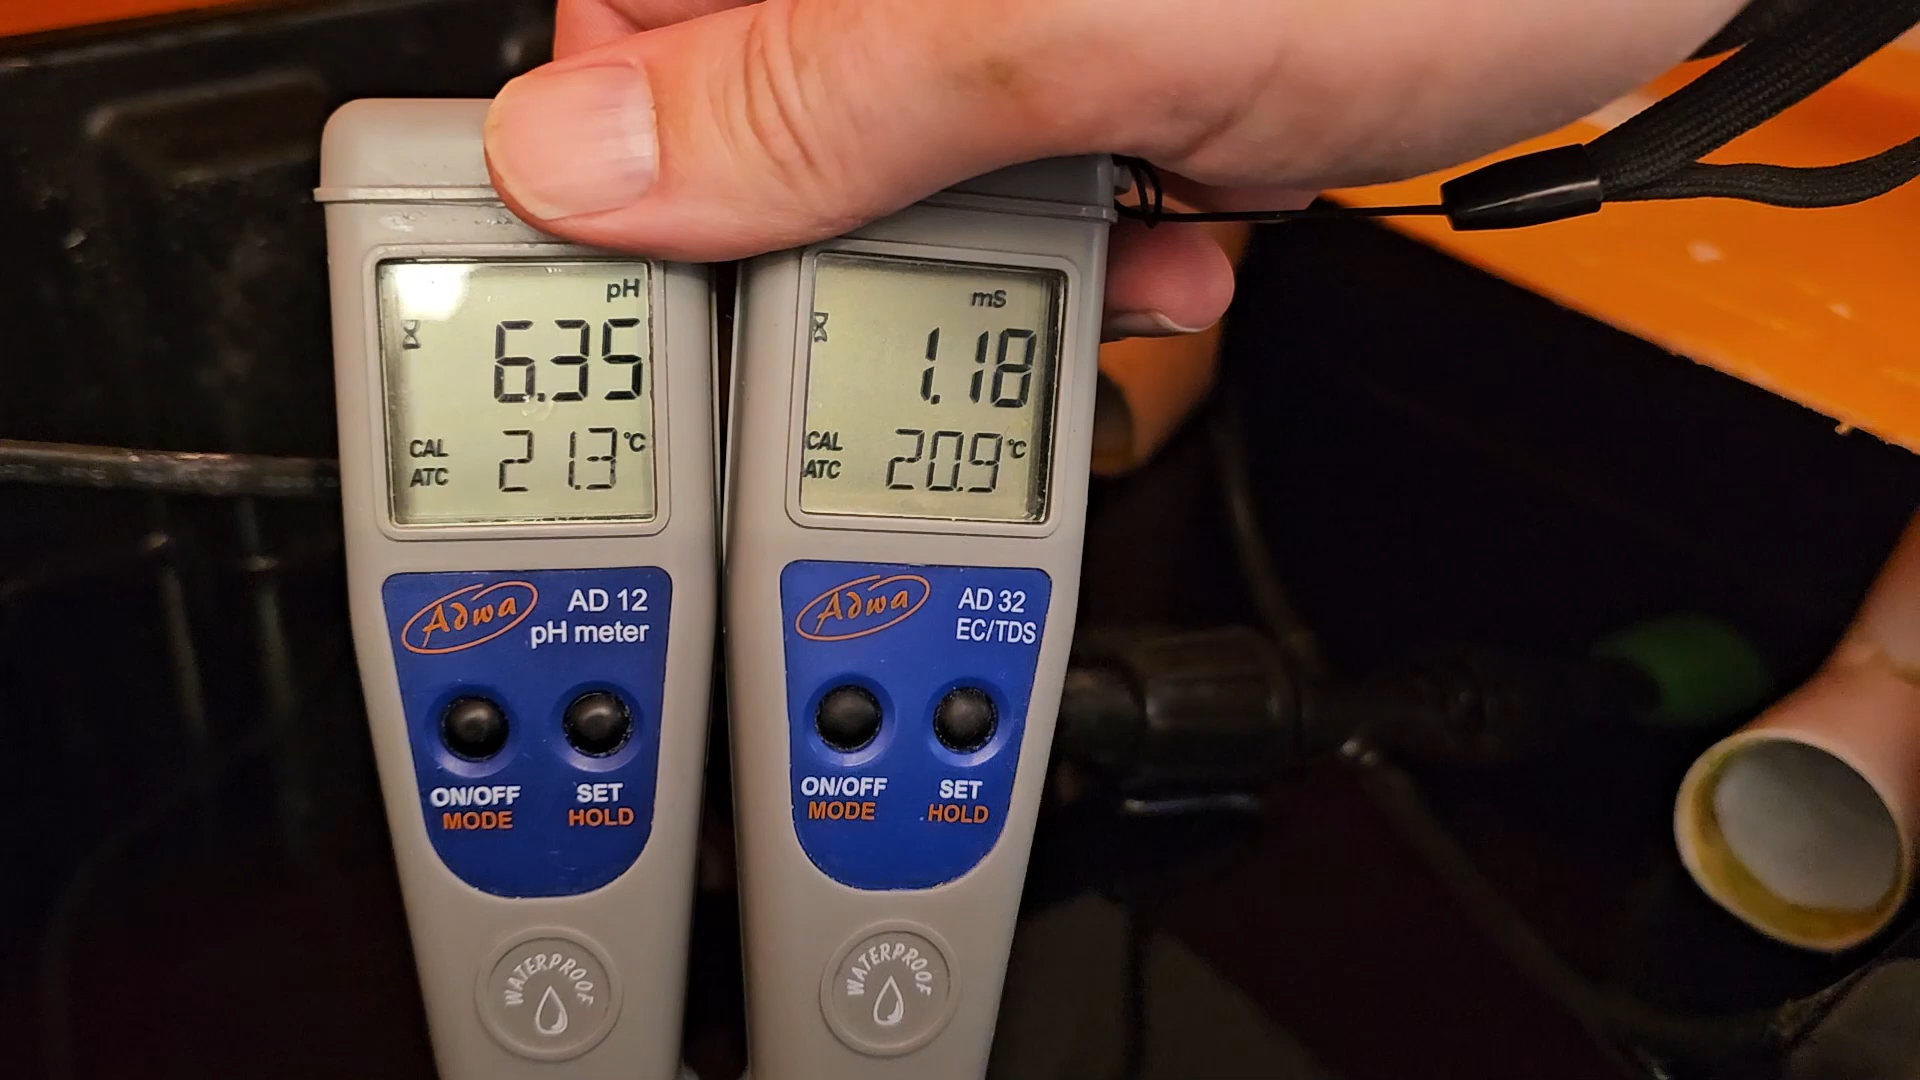 pH
6.35
CAL
ATC
21.3°C
Adwa
AD 12
pH meter
ON/OFF
MODE
SET
HOLD
WATERPROOF
mS
1.18
CAL
ATC
20.9°C
Adwa
AD 32
EC/TDS
ON/OFF
MODE
SET
HOLD
WATERPROOF